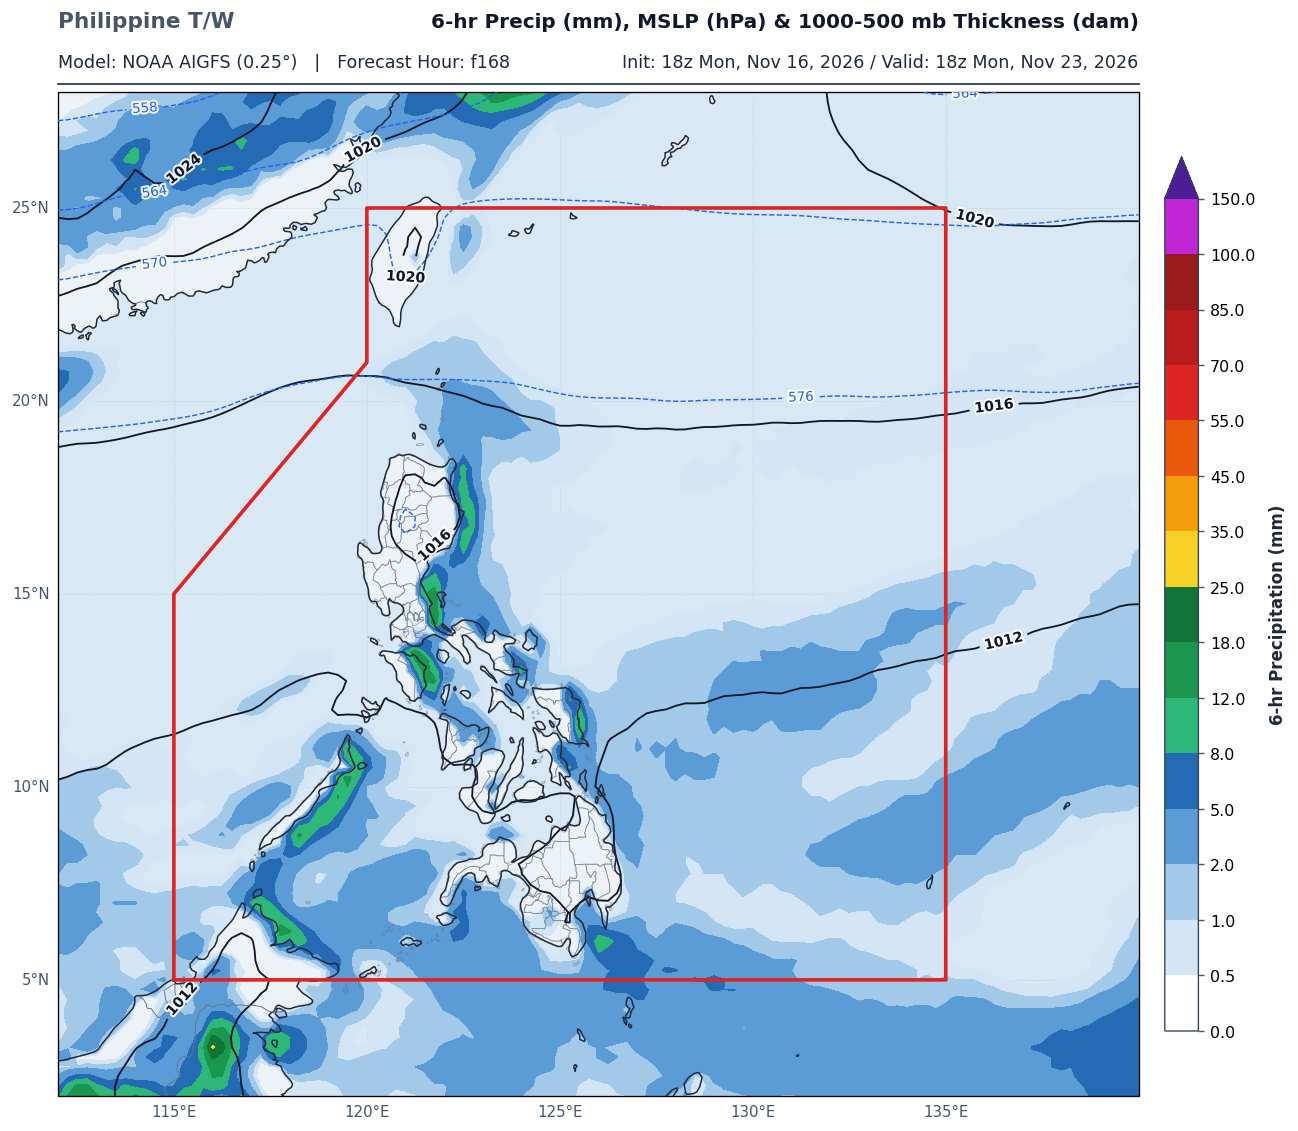 Philippine T/W
6-hr Precip (mm), MSLP (hPa) & 1000-500 mb Thickness (dam)
Model: NOAA AIGFS (0.25°) | Forecast Hour: f168
Init: 18z Mon, Nov 16, 2026 / Valid: 18z Mon, Nov 23, 2026
558
564
1020
1024
564
570
1020
1020
576
1016
1016
1012
1012
25°N
20°N
15°N
10°N
5°N
115°E
120°E
125°E
130°E
135°E
150.0
100.0
85.0
70.0
55.0
45.0
35.0
25.0
18.0
12.0
8.0
5.0
2.0
1.0
0.5
0.0
6-hr Precipitation (mm)